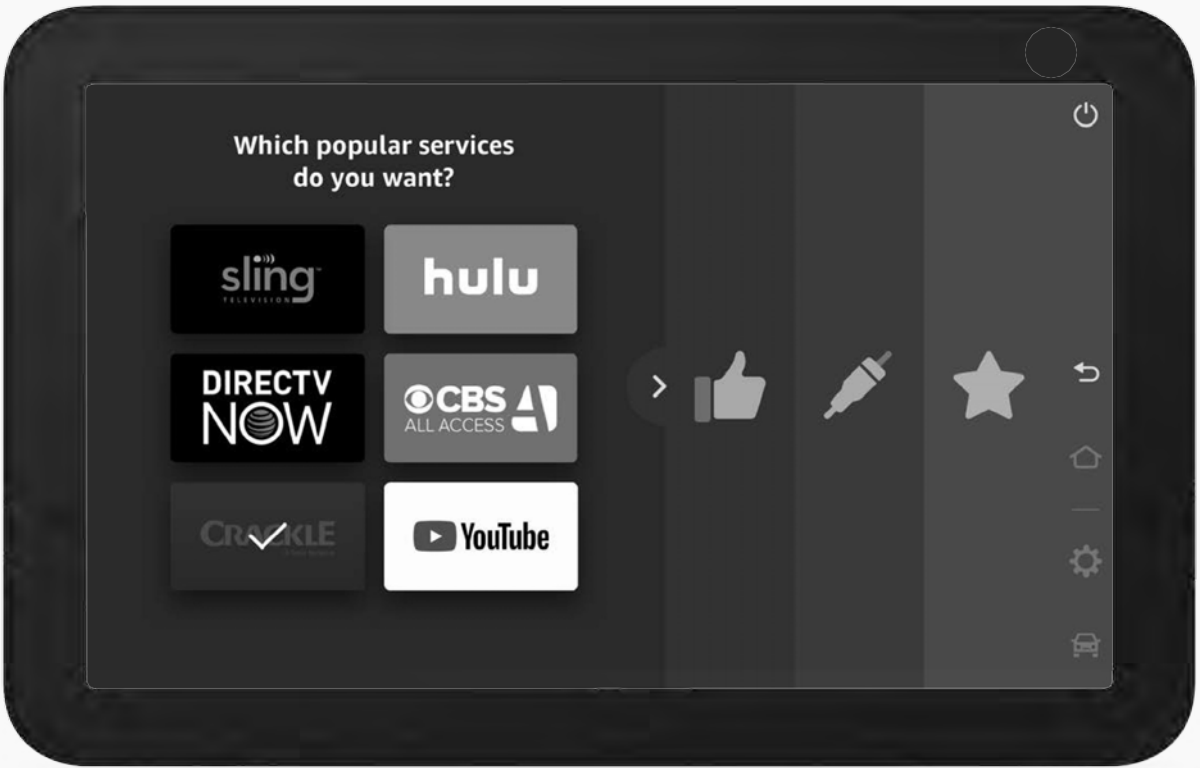 Which popular services
do you want?
sling
TELEVISION
hulu
DIRECTV
NOW
CBS
ALL ACCESS
CRACKLE
YouTube